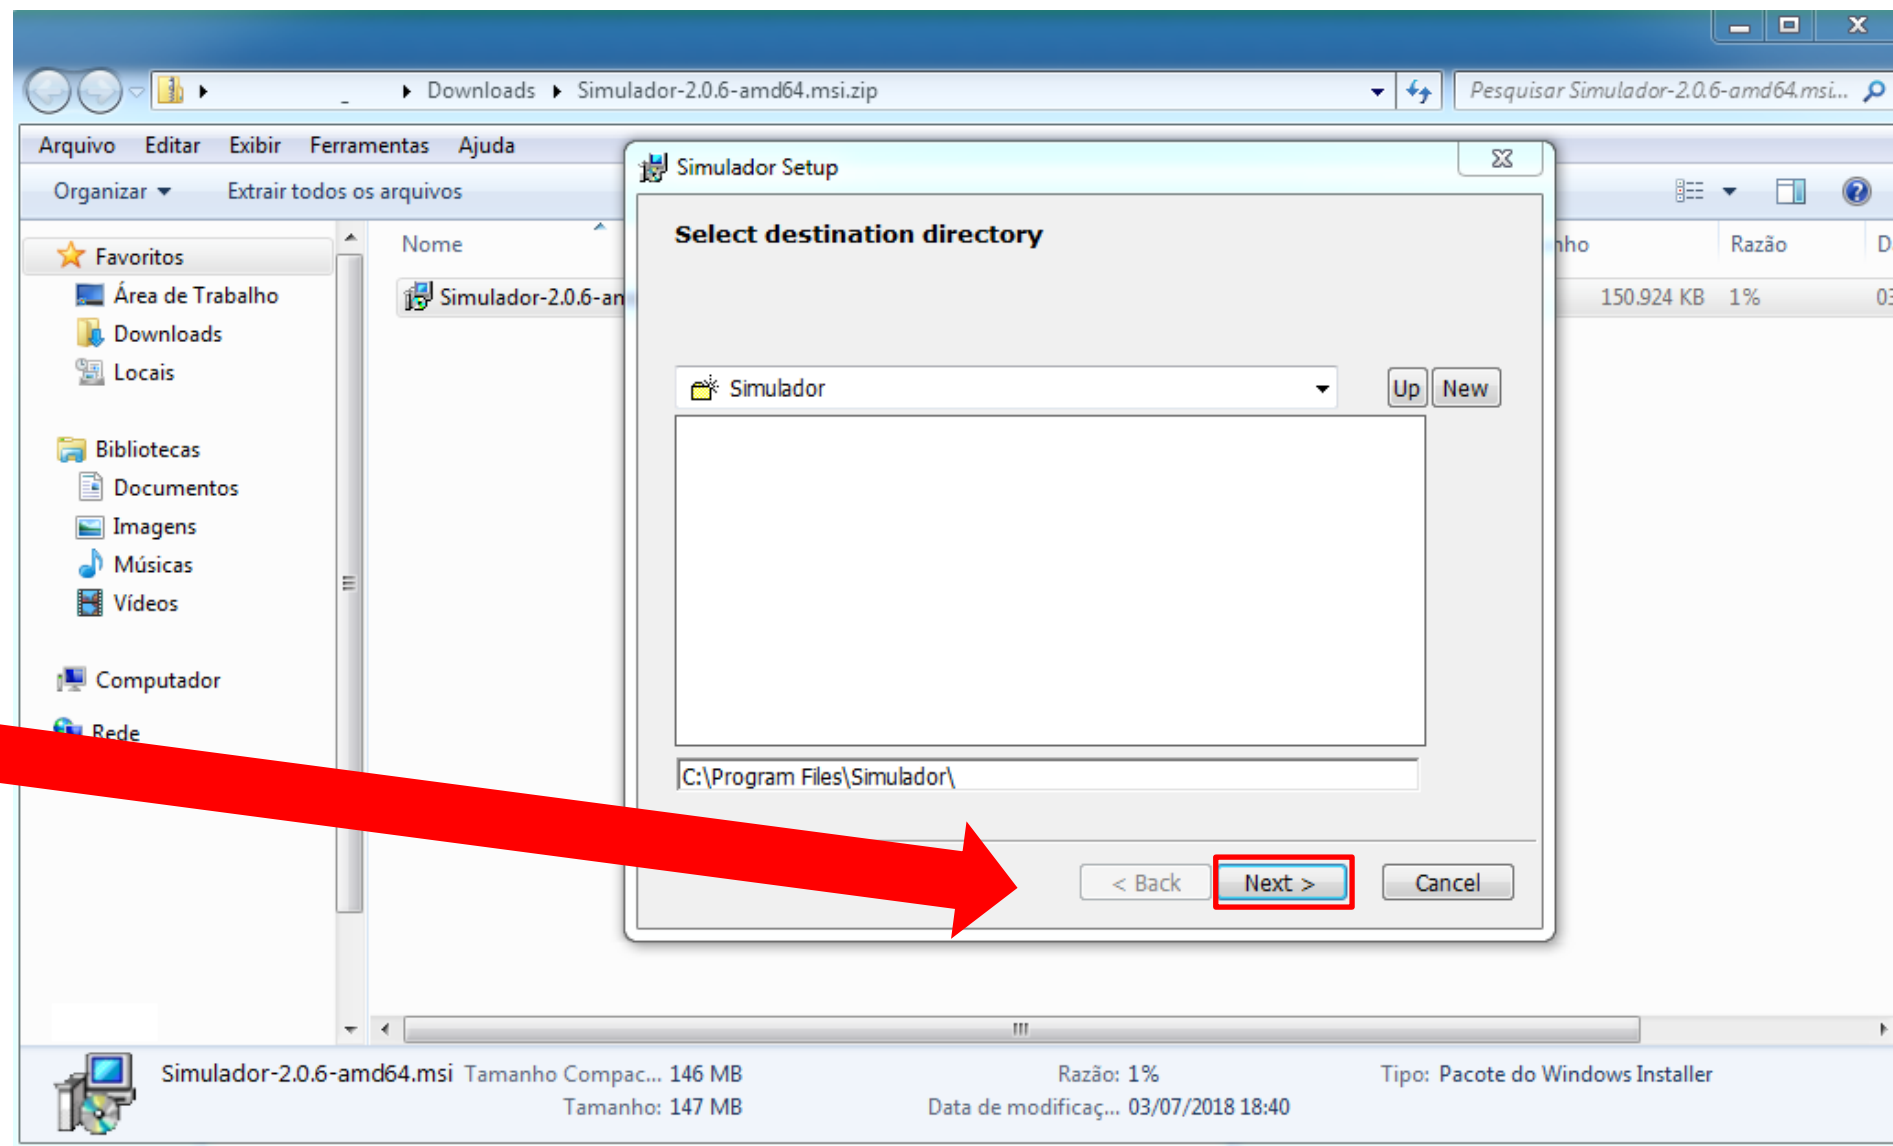 Downloads Simulador-2.0.6-amd64.msi.zip
Pesquisar Simulador-2.0.6-amd64.msi...
Arquivo Editar Exibir Ferramentas Ajuda
Organizar Extrair todos os arquivos
Favoritos
Área de Trabalho
Downloads
Locais
Bibliotecas
Documentos
Imagens
Músicas
Vídeos
Computador
Rede
Nome
nho Razão D
Simulador-2.0.6-am
150.924 KB 1% 03
Simulador Setup
Select destination directory
Simulador
Up New
C:\Program Files\Simulador\
< Back Next > Cancel
Simulador-2.0.6-amd64.msi Tamanho Compac... 146 MB Razão: 1% Tipo: Pacote do Windows Installer
Tamanho: 147 MB Data de modificaç... 03/07/2018 18:40